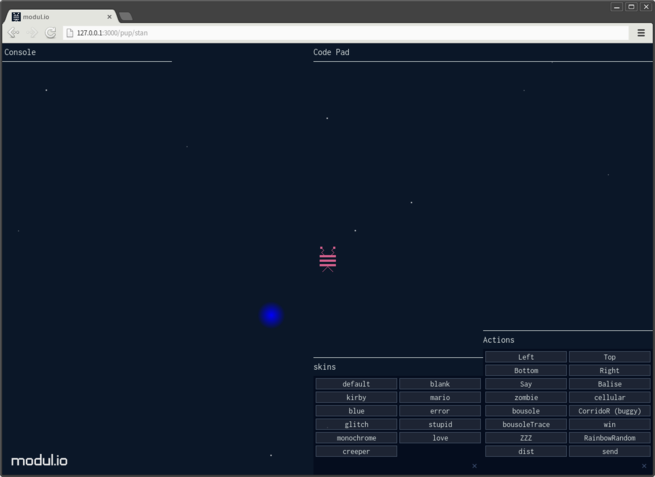 modul.io
127.0.0.1:3000/pup/stan
Console
Code Pad
Actions
Left Top
Bottom Right
skins
default blank
Say Balise
kirby mario
zombie cellular
blue error
bousole CorridoR (buggy)
glitch stupid
bousoleTrace win
monochrome love
ZZZ RainbowRandom
creeper
dist send
modul.io